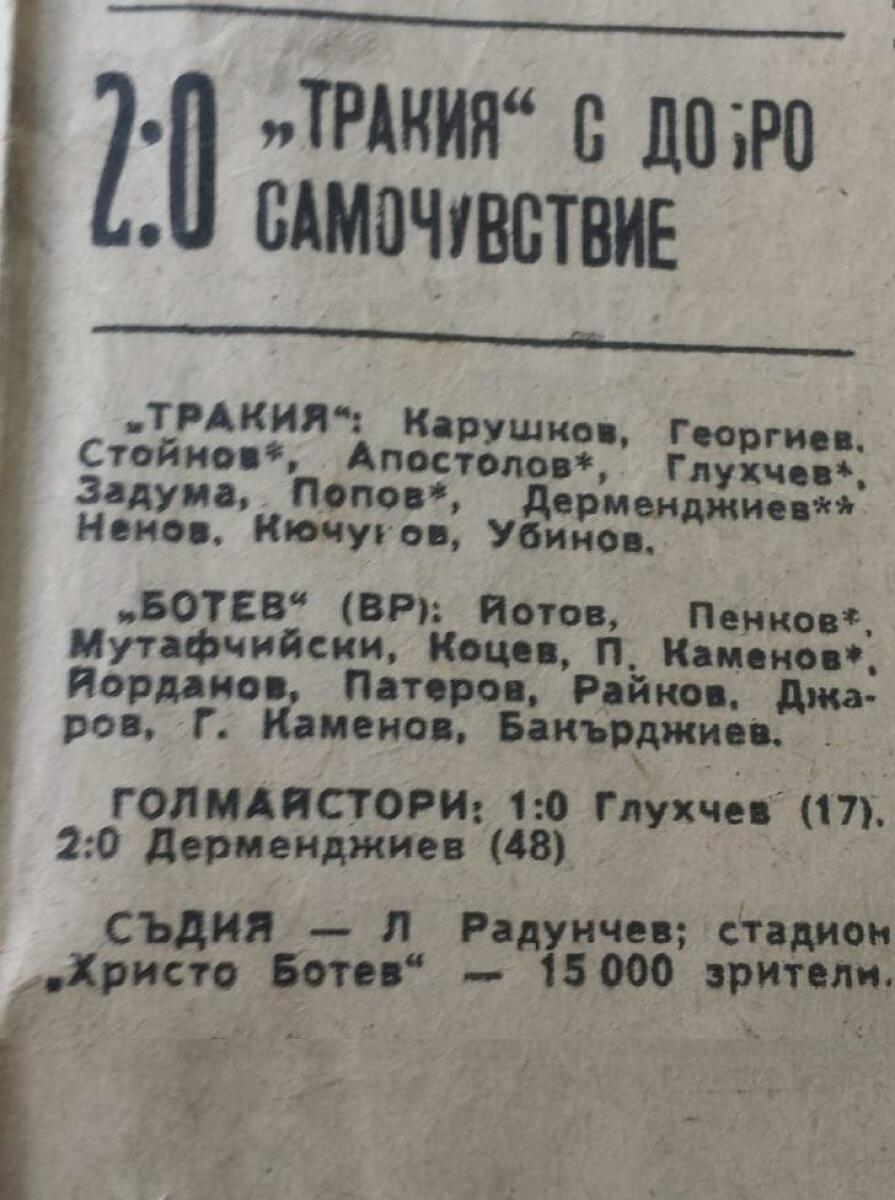 2:0 „ТРАКИЯ“ С ДОБРО
САМОЧУВСТВИЕ
„ТРАКИЯ“: Карушков, Георгиев,
Стойнов*, Апостолов*, Глухчев*,
Задума, Попов*, Дерменджиев**
Ненов, Кючуков, Убинов.
„БОТЕВ“ (ВР): Йотов, Пенков*,
Мутафчийски, Коцев, П. Каменов*,
Йорданов, Патеров, Райков, Джа-
ров, Г. Каменов, Бакърджиев.
ГОЛМАЙСТОРИ: 1:0 Глухчев (17),
2:0 Дерменджиев (48)
СЪДИЯ — Л Радунчев; стадион
„Христо Ботев“ — 15 000 зрители.